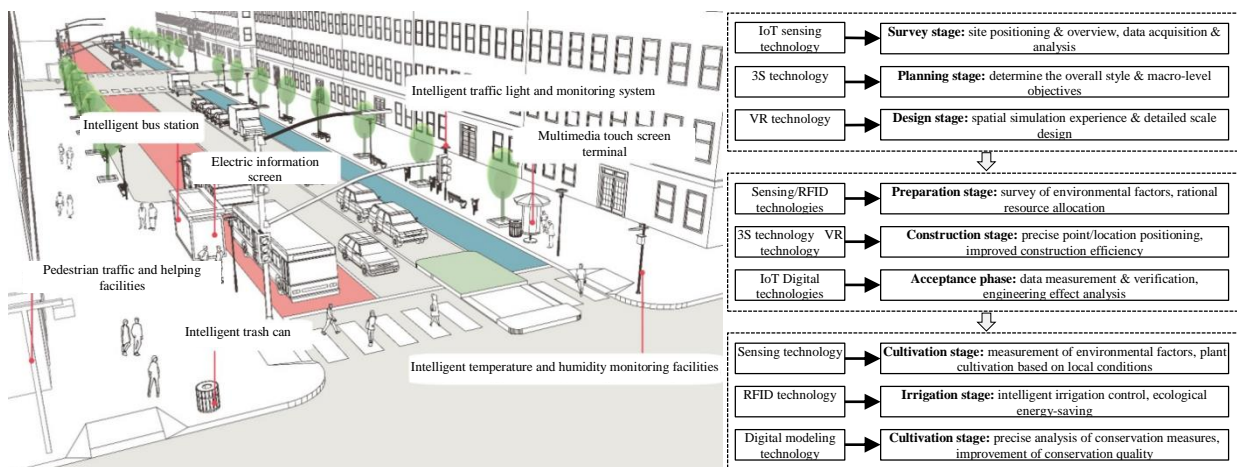 Intelligent traffic light and monitoring system
Intelligent bus station
Multimedia touch screen
terminal
Electric information
screen
Pedestrian traffic and helping
facilities
Intelligent trash can
Intelligent temperature and humidity monitoring facilities
IoT sensing
technology
Survey stage: site positioning & overview, data acquisition &
analysis
3S technology
Planning stage: determine the overall style & macro-level
objectives
VR technology
Design stage: spatial simulation experience & detailed scale
design
Sensing/RFID
technologies
Preparation stage: survey of environmental factors, rational
resource allocation
3S technology VR
technology
Construction stage: precise point/location positioning,
improved construction efficiency
IoT Digital
technologies
Acceptance phase: data measurement & verification,
engineering effect analysis
Sensing technology
Cultivation stage: measurement of environmental factors, plant
cultivation based on local conditions
RFID technology
Irrigation stage: intelligent irrigation control, ecological
energy-saving
Digital modeling
technology
Cultivation stage: precise analysis of conservation measures,
improvement of conservation quality